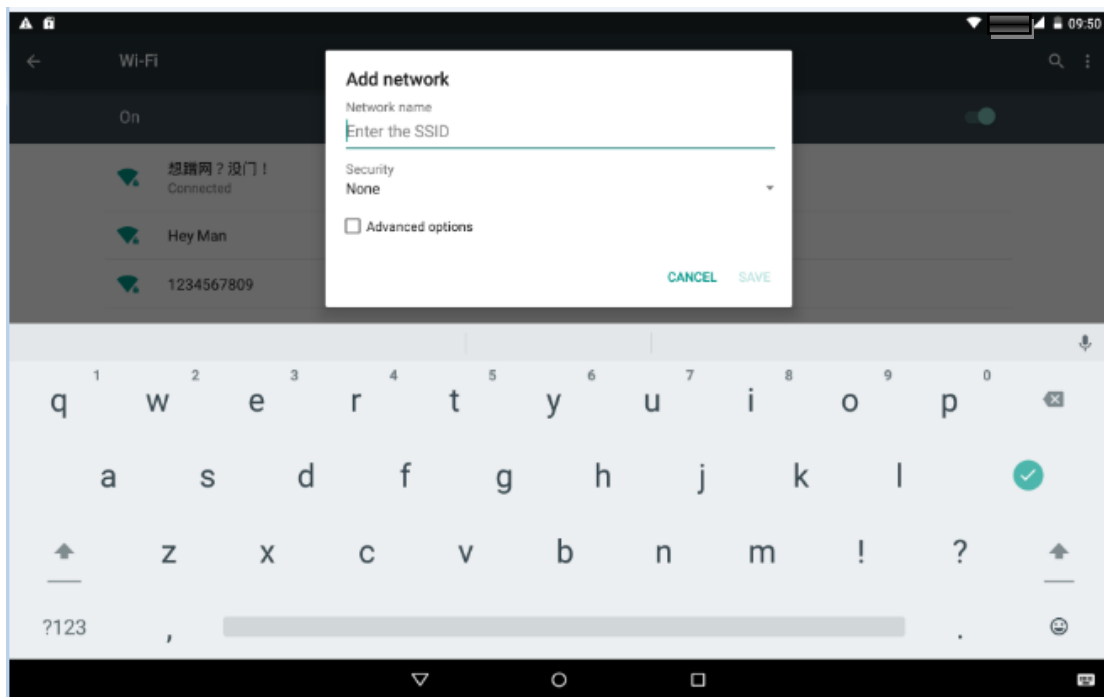 09:50
Wi-Fi
On
想蹭网？没门！
Connected
Hey Man
1234567809
Add network
Network name
Enter the SSID
Security
None
Advanced options
CANCEL SAVE
1 2 3 4 5 6 7 8 9 0
q w e r t y u i o p
a s d f g h j k l
z x c v b n m ! ?
?123 , .